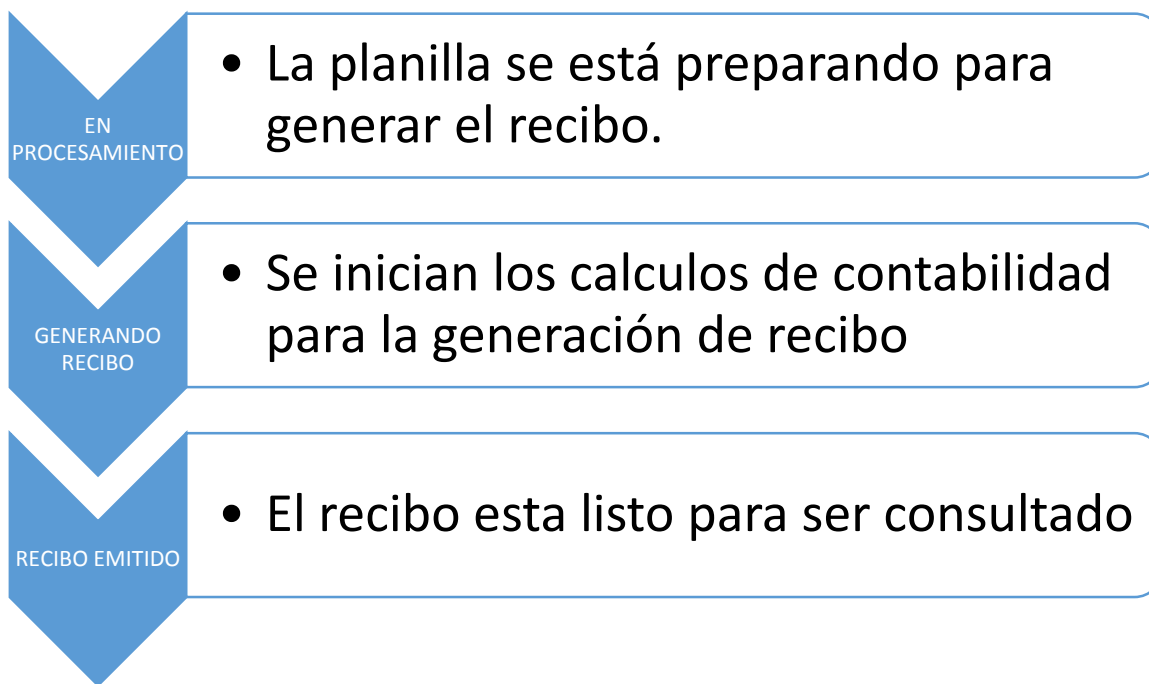 EN
PROCESAMIENTO
• La planilla se está preparando para
generar el recibo.
GENERANDO
RECIBO
• Se inician los calculos de contabilidad
para la generación de recibo
RECIBO EMITIDO
• El recibo esta listo para ser consultado